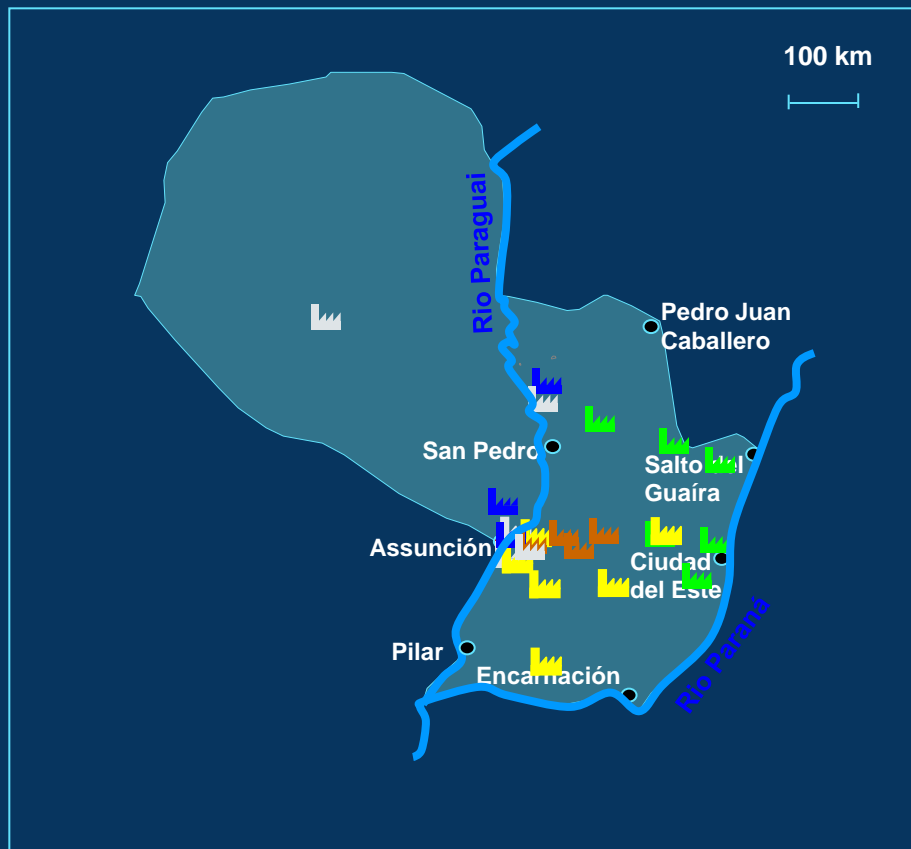 100 km
Rio Paraguai
Pedro Juan
Caballero
San Pedro
Salto del
Guaíra
Assunción
Ciudad
del Este
Pilar
Encarnación
Rio Paraná